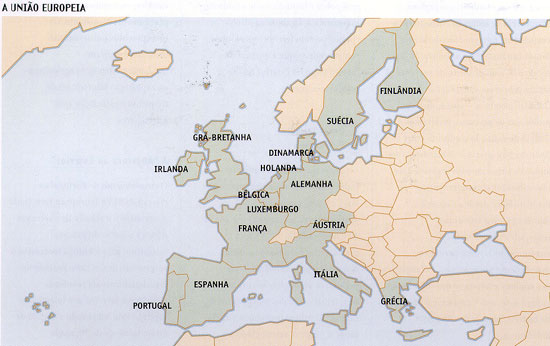 A UNIÃO EUROPEIA
FINLÂNDIA
SUÉCIA
GRÃ-BRETANHA
DINAMARCA
IRLANDA
HOLANDA
ALEMANHA
BÉLGICA
LUXEMBURGO
FRANÇA
ÁUSTRIA
ITÁLIA
ESPANHA
PORTUGAL
GRÉCIA